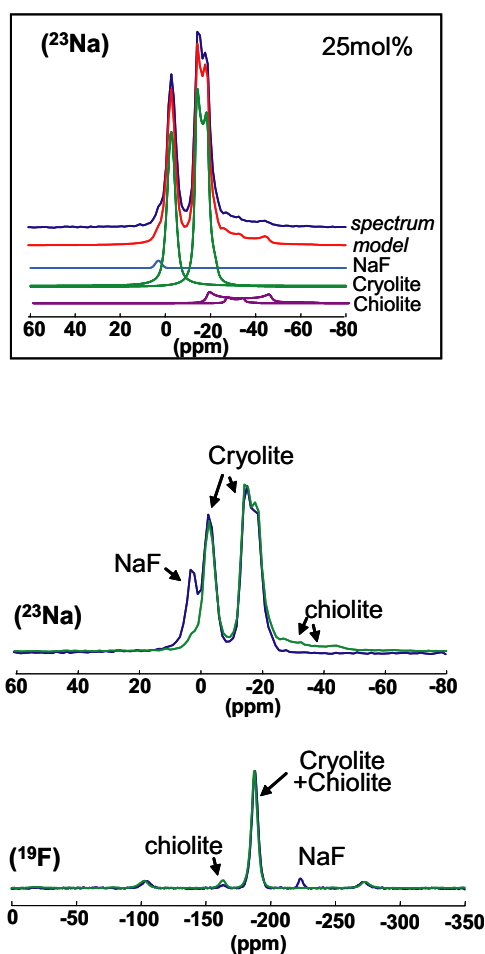 (²³Na) 25mol%
spectrum
model
NaF
Cryolite
Chiolite
60 40 20 0 -20 -40 -60 -80
(ppm)
Cryolite
NaF
chiolite
(²³Na)
60 40 20 0 -20 -40 -60 -80
(ppm)
Cryolite
+Chiolite
chiolite
NaF
(¹⁹F)
0 -50 -100 -150 -200 -250 -300 -350
(ppm)